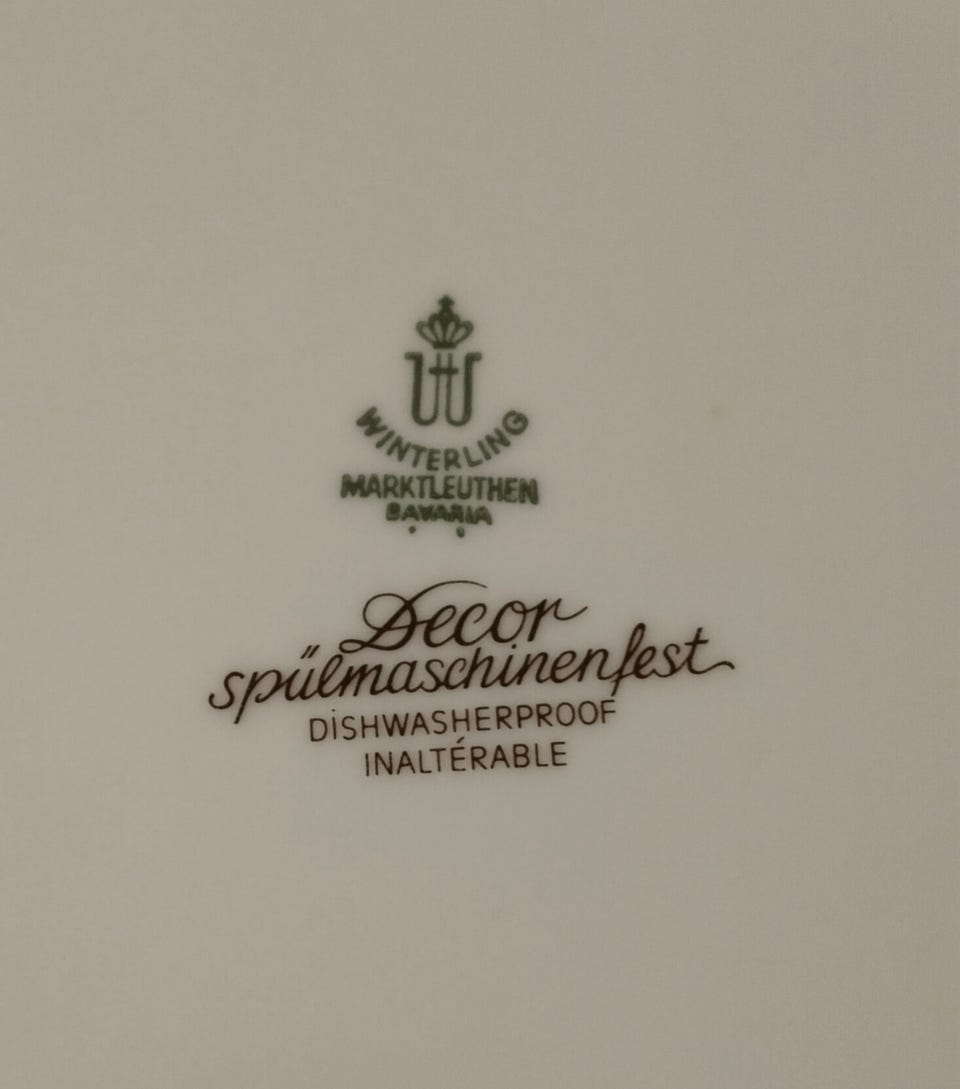 W
WINTERLING
MARKTLEUTHEN
BAVARIA
Decor
spülmaschinenfest
DiSHWASHERPROOF
INALTÉRABLE